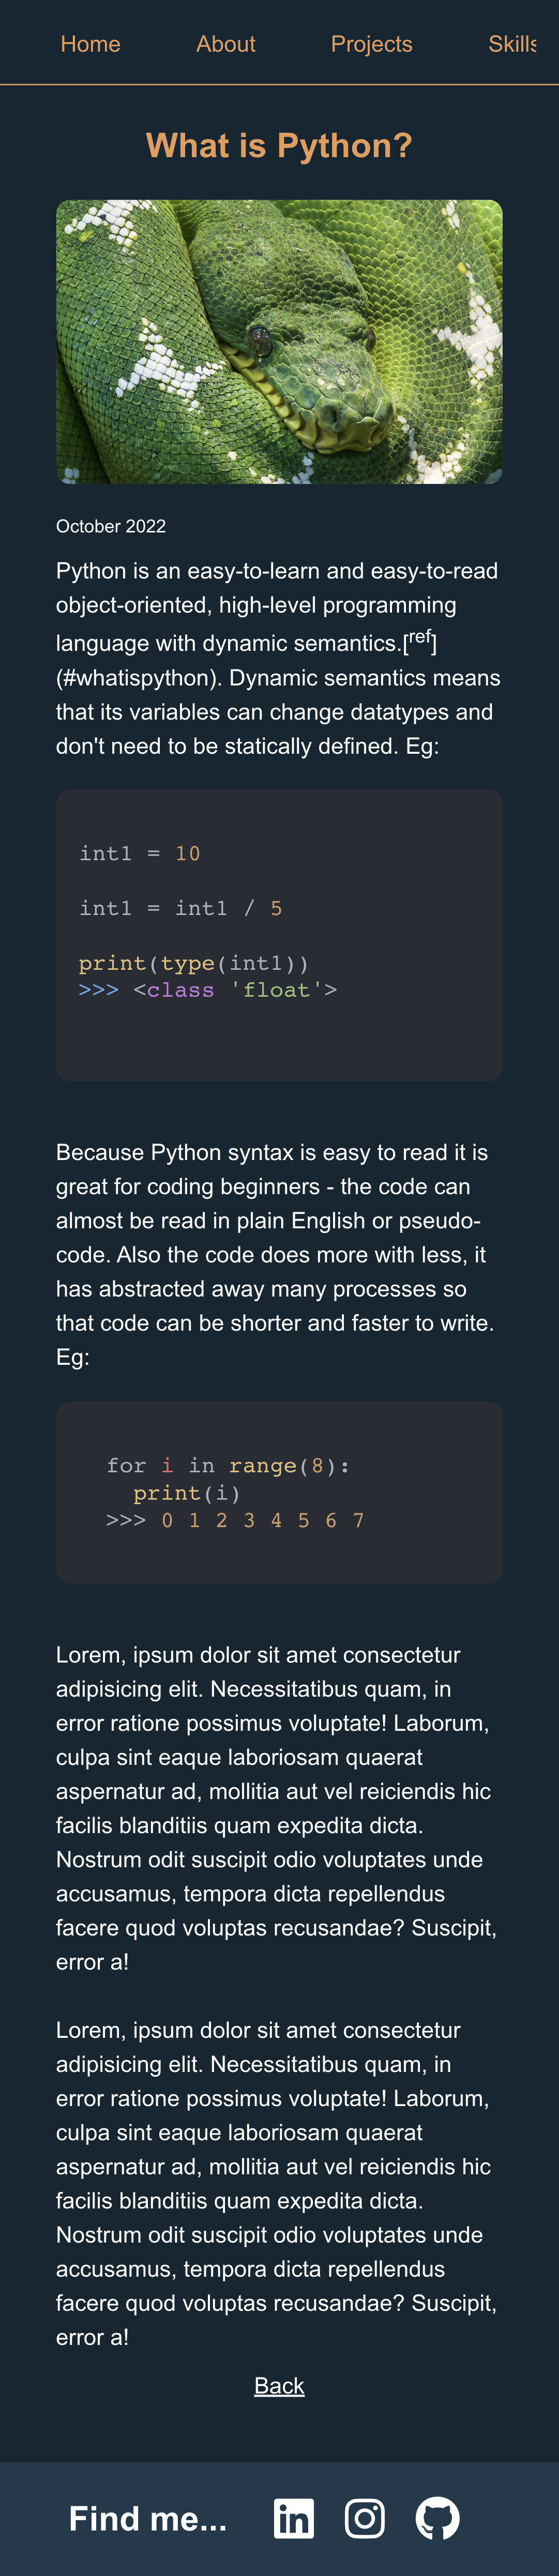 Home About Projects Skills
What is Python?
October 2022
Python is an easy-to-learn and easy-to-read
object-oriented, high-level programming
language with dynamic semantics.[ref]
(#whatispython). Dynamic semantics means
that its variables can change datatypes and
don't need to be statically defined. Eg:
int1 = 10
int1 = int1 / 5
print(type(int1))
>>> <class 'float'>
Because Python syntax is easy to read it is
great for coding beginners - the code can
almost be read in plain English or pseudo-
code. Also the code does more with less, it
has abstracted away many processes so
that code can be shorter and faster to write.
Eg:
for i in range(8):
print(i)
>>> 0 1 2 3 4 5 6 7
Lorem, ipsum dolor sit amet consectetur
adipisicing elit. Necessitatibus quam, in
error ratione possimus voluptate! Laborum,
culpa sint eaque laboriosam quaerat
aspernatur ad, mollitia aut vel reiciendis hic
facilis blanditiis quam expedita dicta.
Nostrum odit suscipit odio voluptates unde
accusamus, tempora dicta repellendus
facere quod voluptas recusandae? Suscipit,
error a!
Lorem, ipsum dolor sit amet consectetur
adipisicing elit. Necessitatibus quam, in
error ratione possimus voluptate! Laborum,
culpa sint eaque laboriosam quaerat
aspernatur ad, mollitia aut vel reiciendis hic
facilis blanditiis quam expedita dicta.
Nostrum odit suscipit odio voluptates unde
accusamus, tempora dicta repellendus
facere quod voluptas recusandae? Suscipit,
error a!
Back
Find me... in